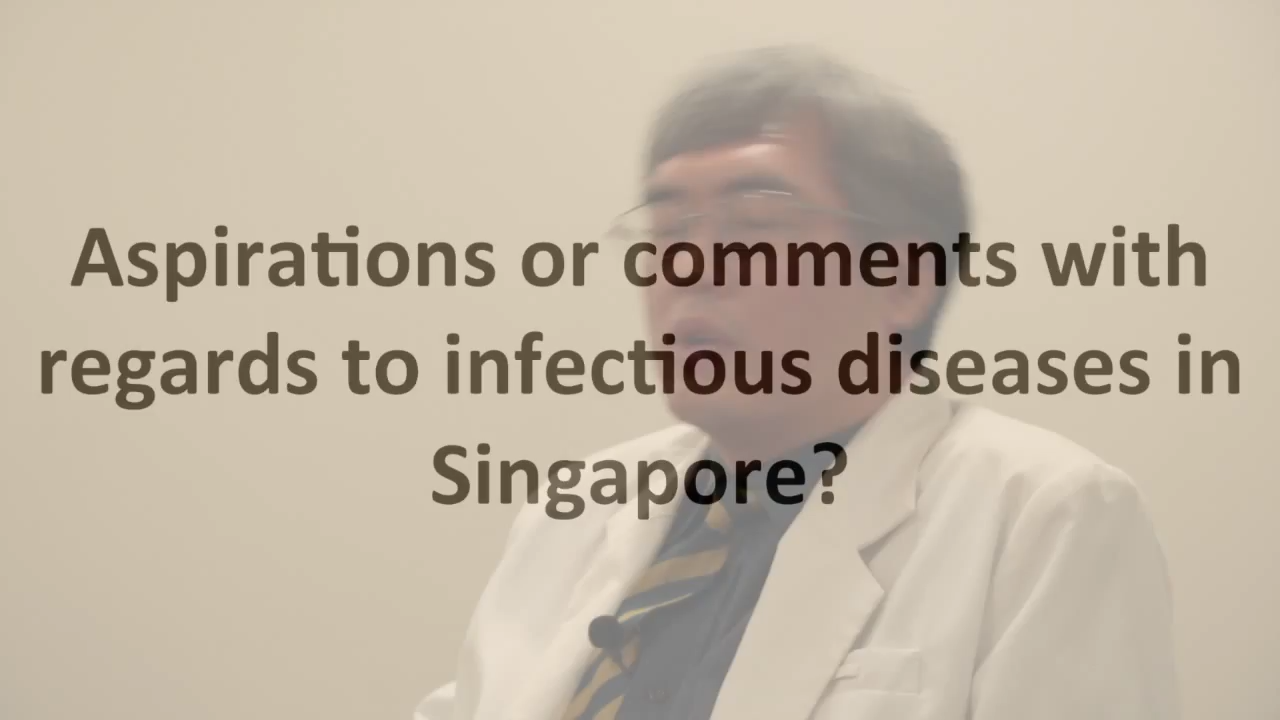 Aspirations or comments with
regards to infectious diseases in
Singapore?